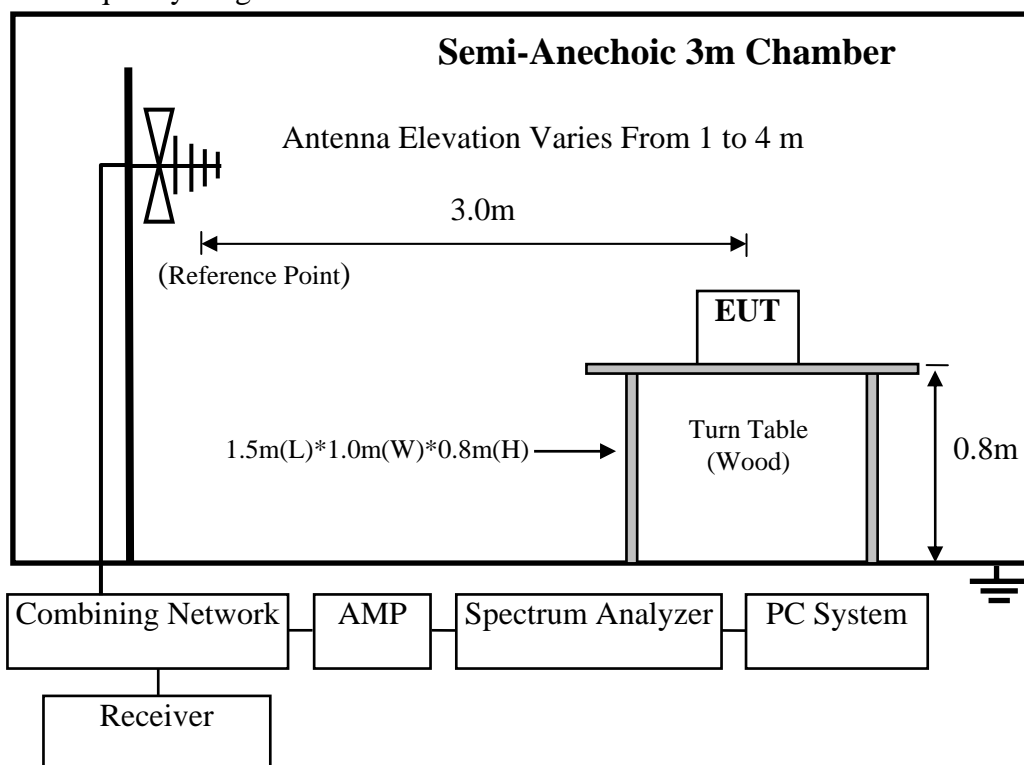 Semi-Anechoic 3m Chamber
Antenna Elevation Varies From 1 to 4 m
3.0m
(Reference Point)
EUT
1.5m(L)*1.0m(W)*0.8m(H)
Turn Table
(Wood)
0.8m
Combining Network
AMP
Spectrum Analyzer
PC System
Receiver